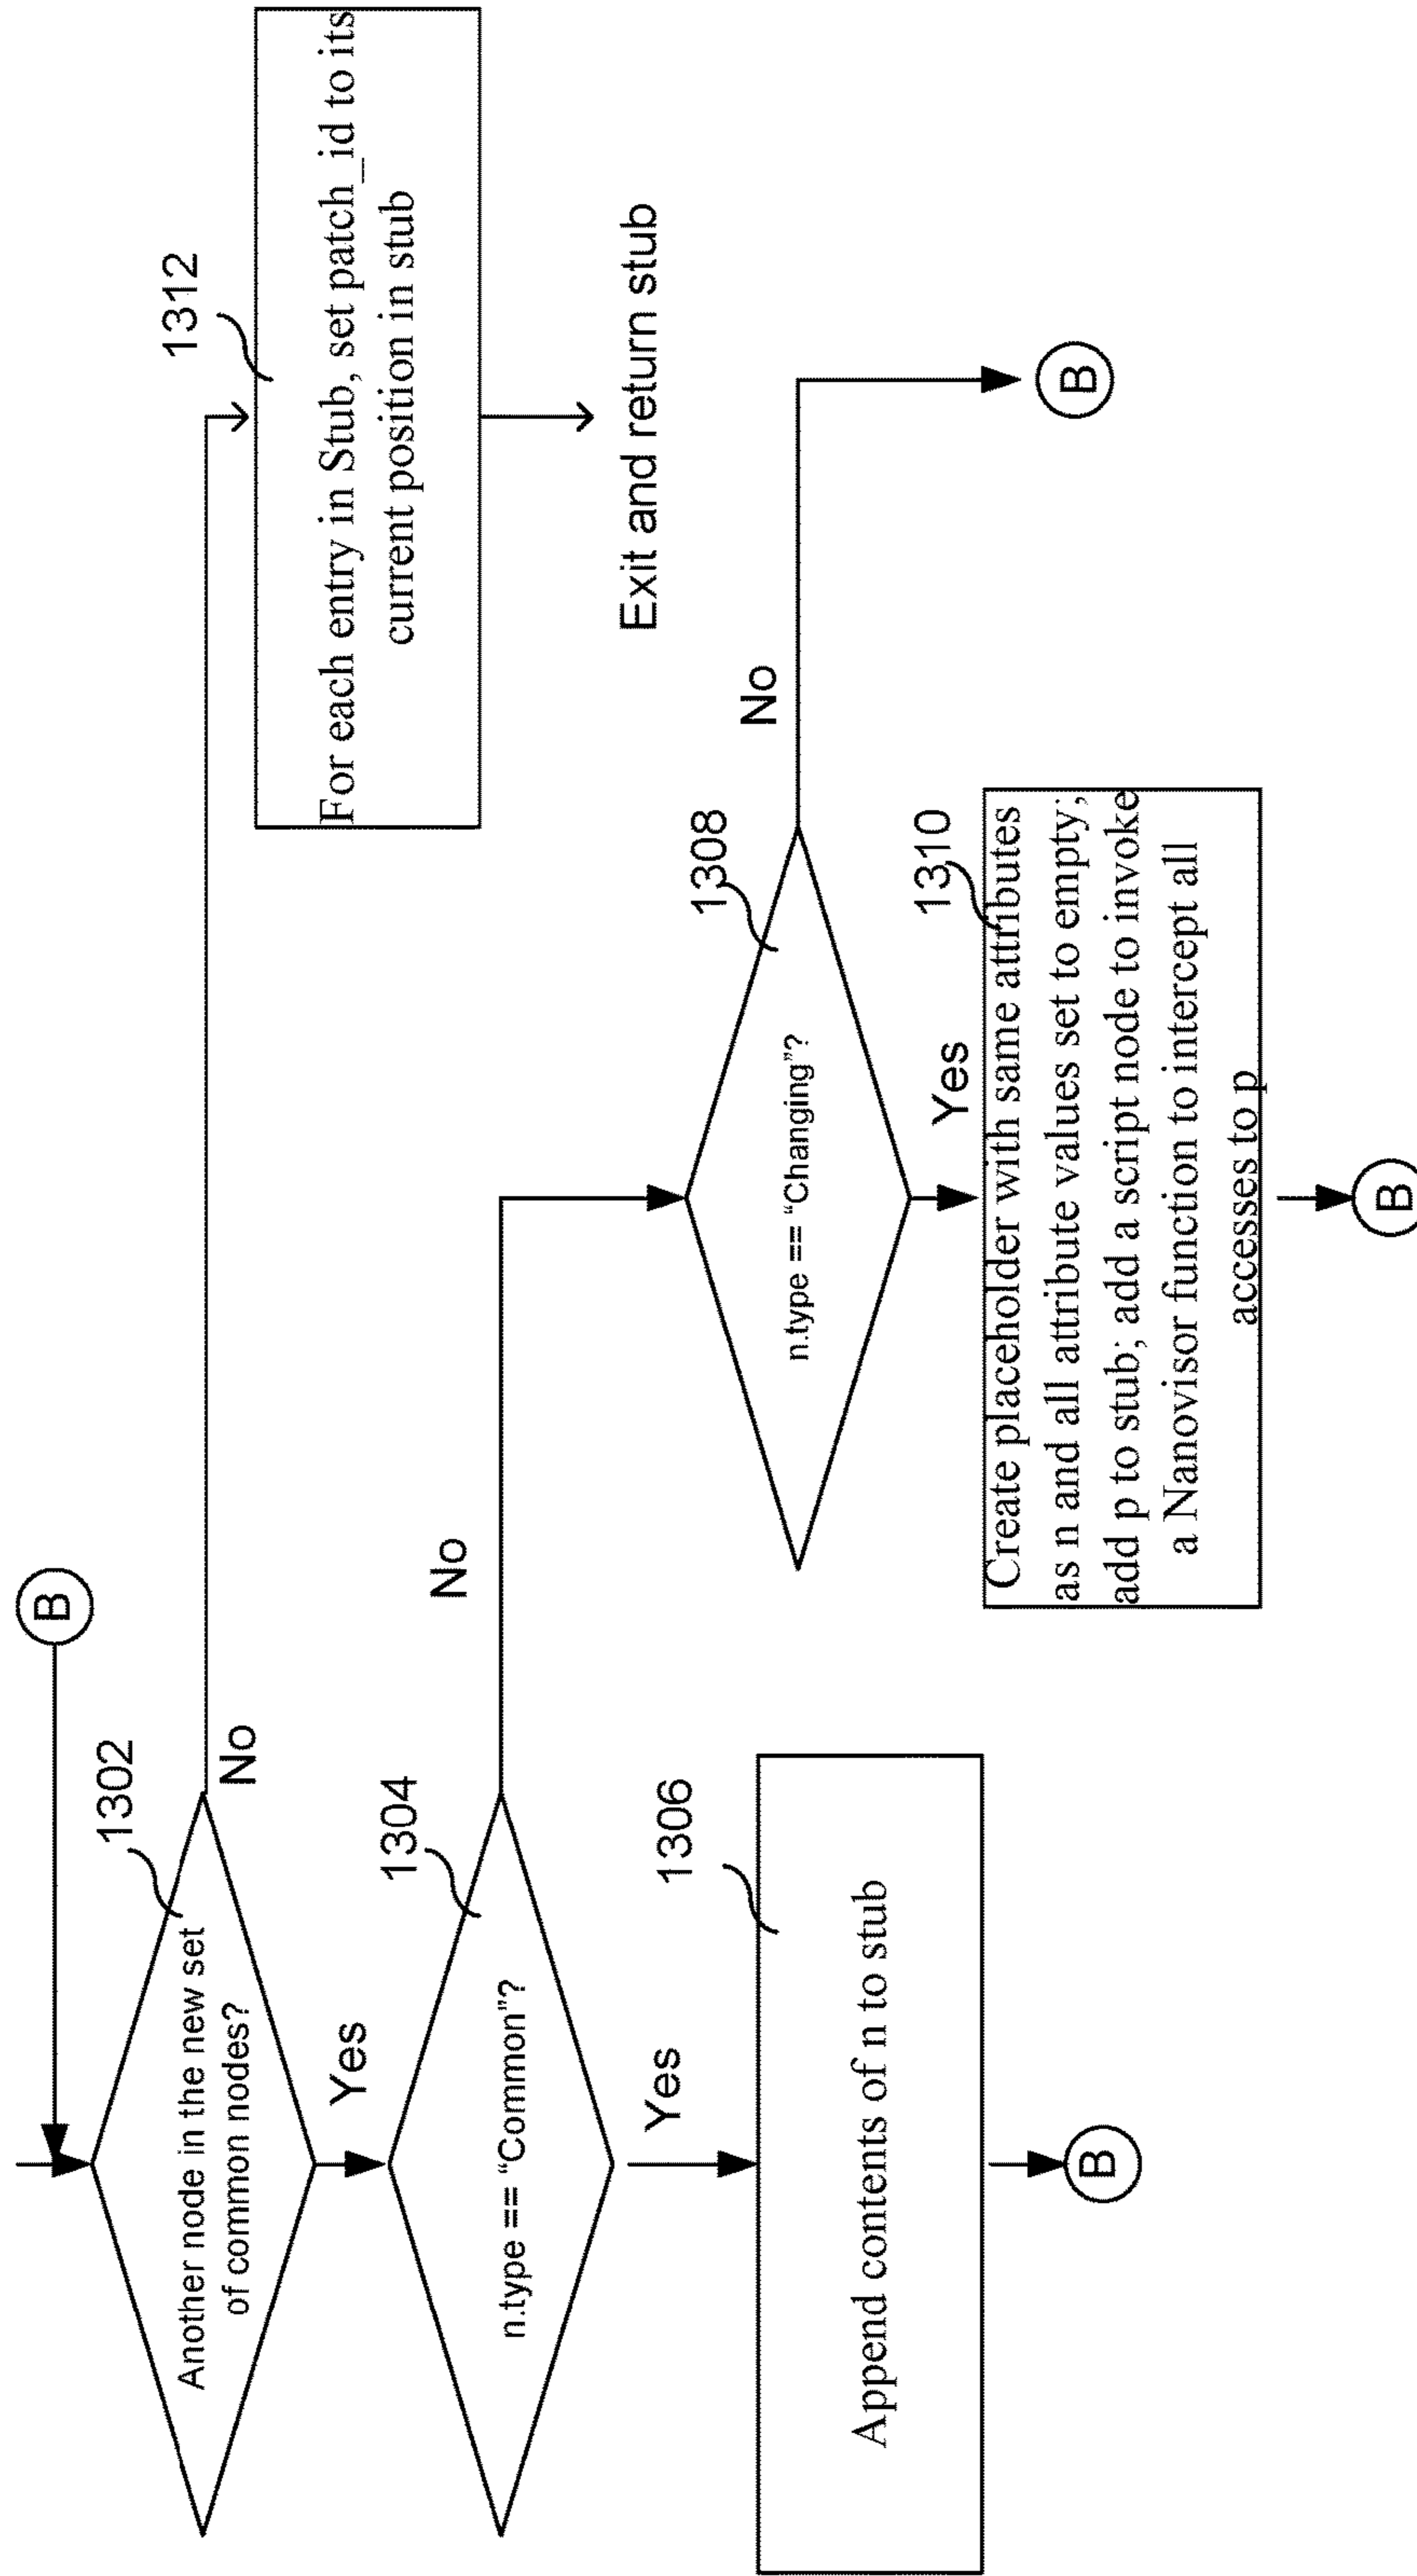 B
1302
Another node in the new set
of common nodes?
No
Yes
1312
For each entry in Stub, set patch_id to its
current position in stub
Exit and return stub
1304
n.type == “Common”?
No
Yes
1306
Append contents of n to stub
B
1308
n.type == “Changing”?
No
B
Yes
1310
Create placeholder with same attributes
as n and all attribute values set to empty;
add p to stub; add a script node to invoke
a Nanovisor function to intercept all
accesses to p
B